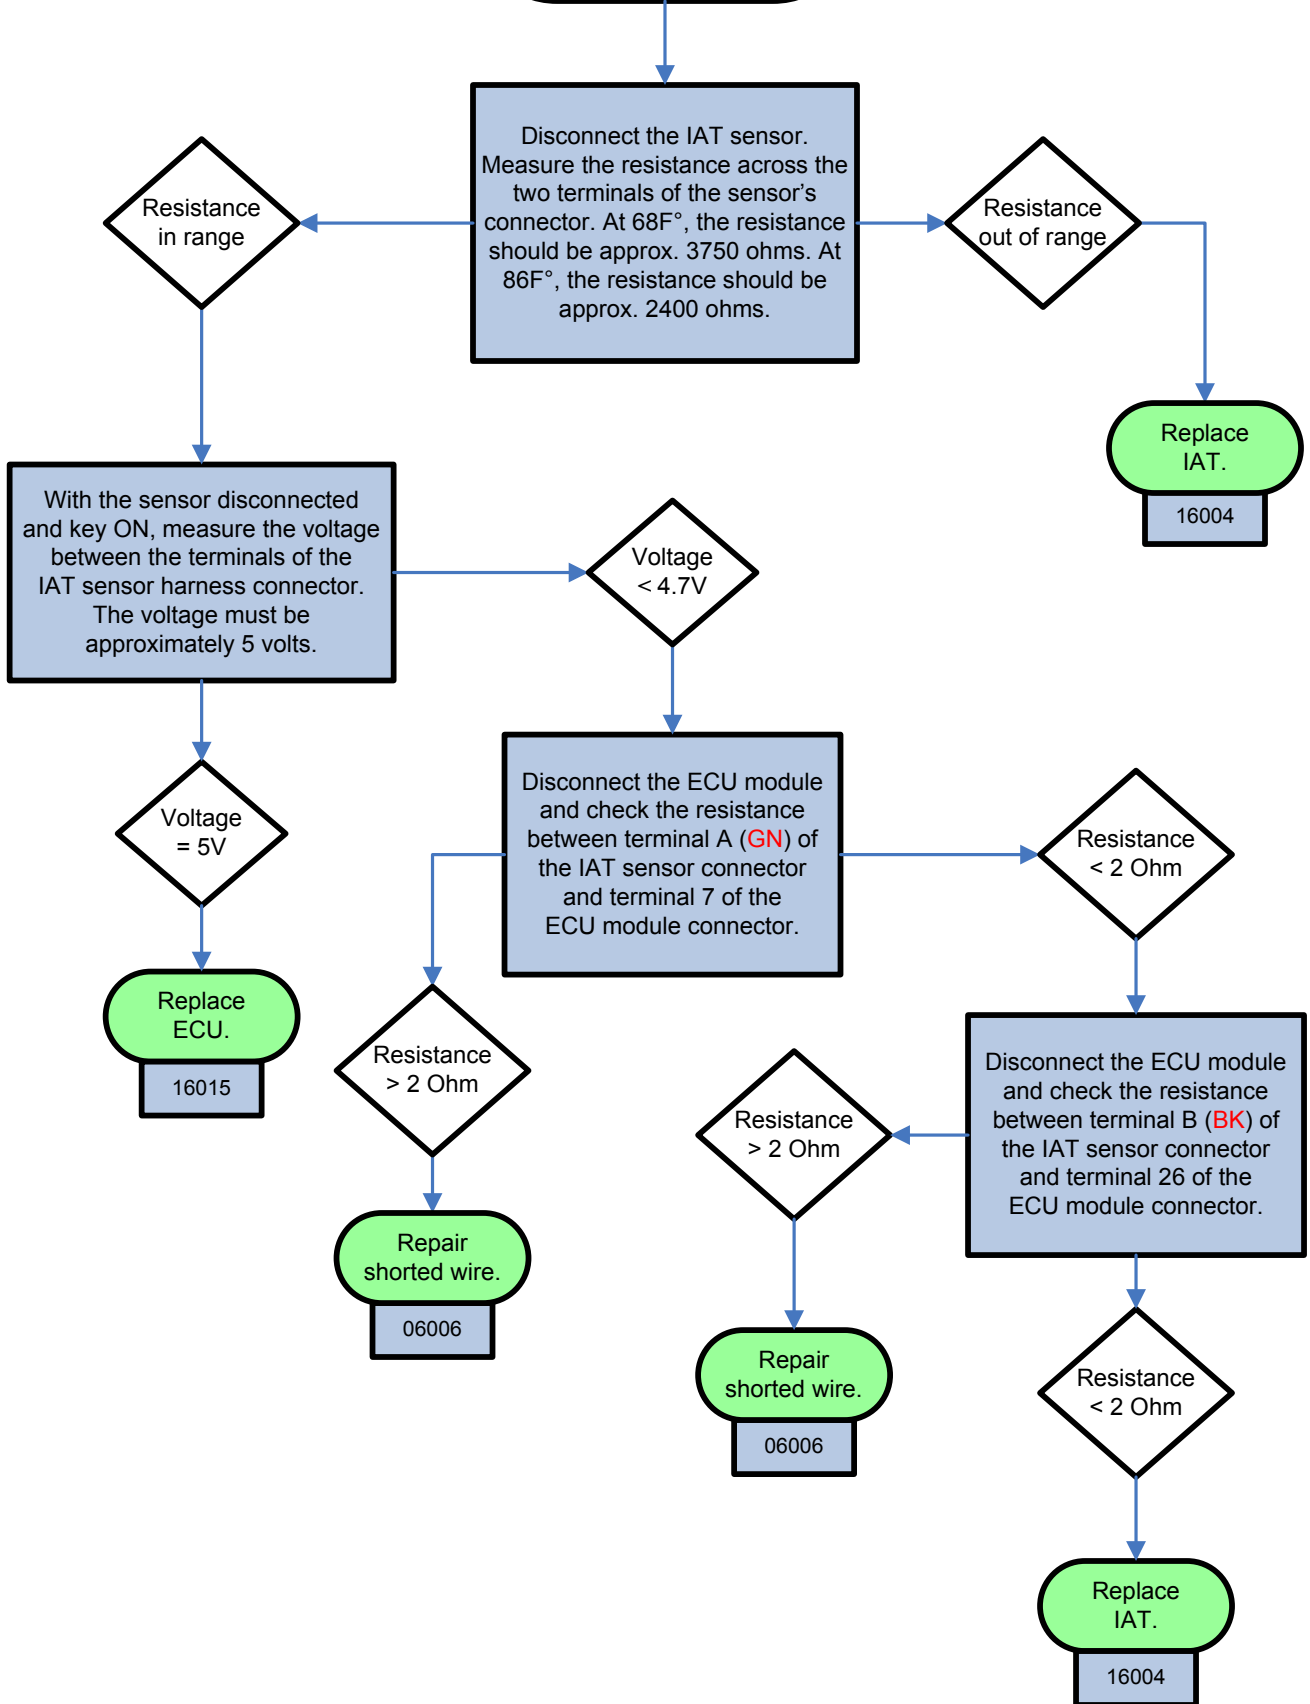 Disconnect the IAT sensor.
Measure the resistance across the
two terminals of the sensor's
connector. At 68F°, the resistance
should be approx. 3750 ohms. At
86F°, the resistance should be
approx. 2400 ohms.
Resistance
in range
Resistance
out of range
Replace
IAT.
16004
With the sensor disconnected
and key ON, measure the voltage
between the terminals of the
IAT sensor harness connector.
The voltage must be
approximately 5 volts.
Voltage
< 4.7V
Voltage
= 5V
Replace
ECU.
16015
Disconnect the ECU module
and check the resistance
between terminal A (GN) of
the IAT sensor connector
and terminal 7 of the
ECU module connector.
Resistance
< 2 Ohm
Resistance
> 2 Ohm
Repair
shorted wire.
06006
Disconnect the ECU module
and check the resistance
between terminal B (BK) of
the IAT sensor connector
and terminal 26 of the
ECU module connector.
Resistance
> 2 Ohm
Repair
shorted wire.
06006
Resistance
< 2 Ohm
Replace
IAT.
16004